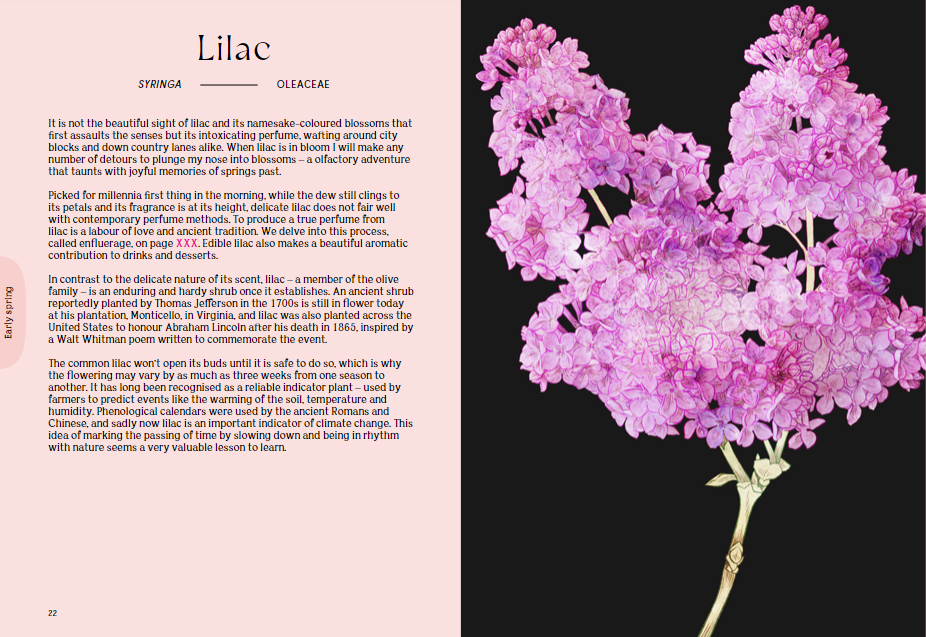 Lilac
SYRINGA OLEACEAE
It is not the beautiful sight of lilac and its namesake-coloured blossoms that
first assaults the senses but its intoxicating perfume, wafting around city
blocks and down country lanes alike. When lilac is in bloom I will make any
number of detours to plunge my nose into blossoms – a olfactory adventure
that taunts with joyful memories of springs past.
Picked for millennia first thing in the morning, while the dew still clings to
its petals and its fragrance is at its height, delicate lilac does not fair well
with contemporary perfume methods. To produce a true perfume from
lilac is a labour of love and ancient tradition. We delve into this process,
called enfluerage, on page XXX. Edible lilac also makes a beautiful aromatic
contribution to drinks and desserts.
In contrast to the delicate nature of its scent, lilac – a member of the olive
family – is an enduring and hardy shrub once it establishes. An ancient shrub
reportedly planted by Thomas Jefferson in the 1700s is still in flower today
at his plantation, Monticello, in Virginia, and lilac was also planted across the
United States to honour Abraham Lincoln after his death in 1865, inspired by
a Walt Whitman poem written to commemorate the event.
The common lilac won't open its buds until it is safe to do so, which is why
the flowering may vary by as much as three weeks from one season to
another. It has long been recognised as a reliable indicator plant – used by
farmers to predict events like the warming of the soil, temperature and
humidity. Phenological calendars were used by the ancient Romans and
Chinese, and sadly now lilac is an important indicator of climate change. This
idea of marking the passing of time by slowing down and being in rhythm
with nature seems a very valuable lesson to learn.
Early spring
22